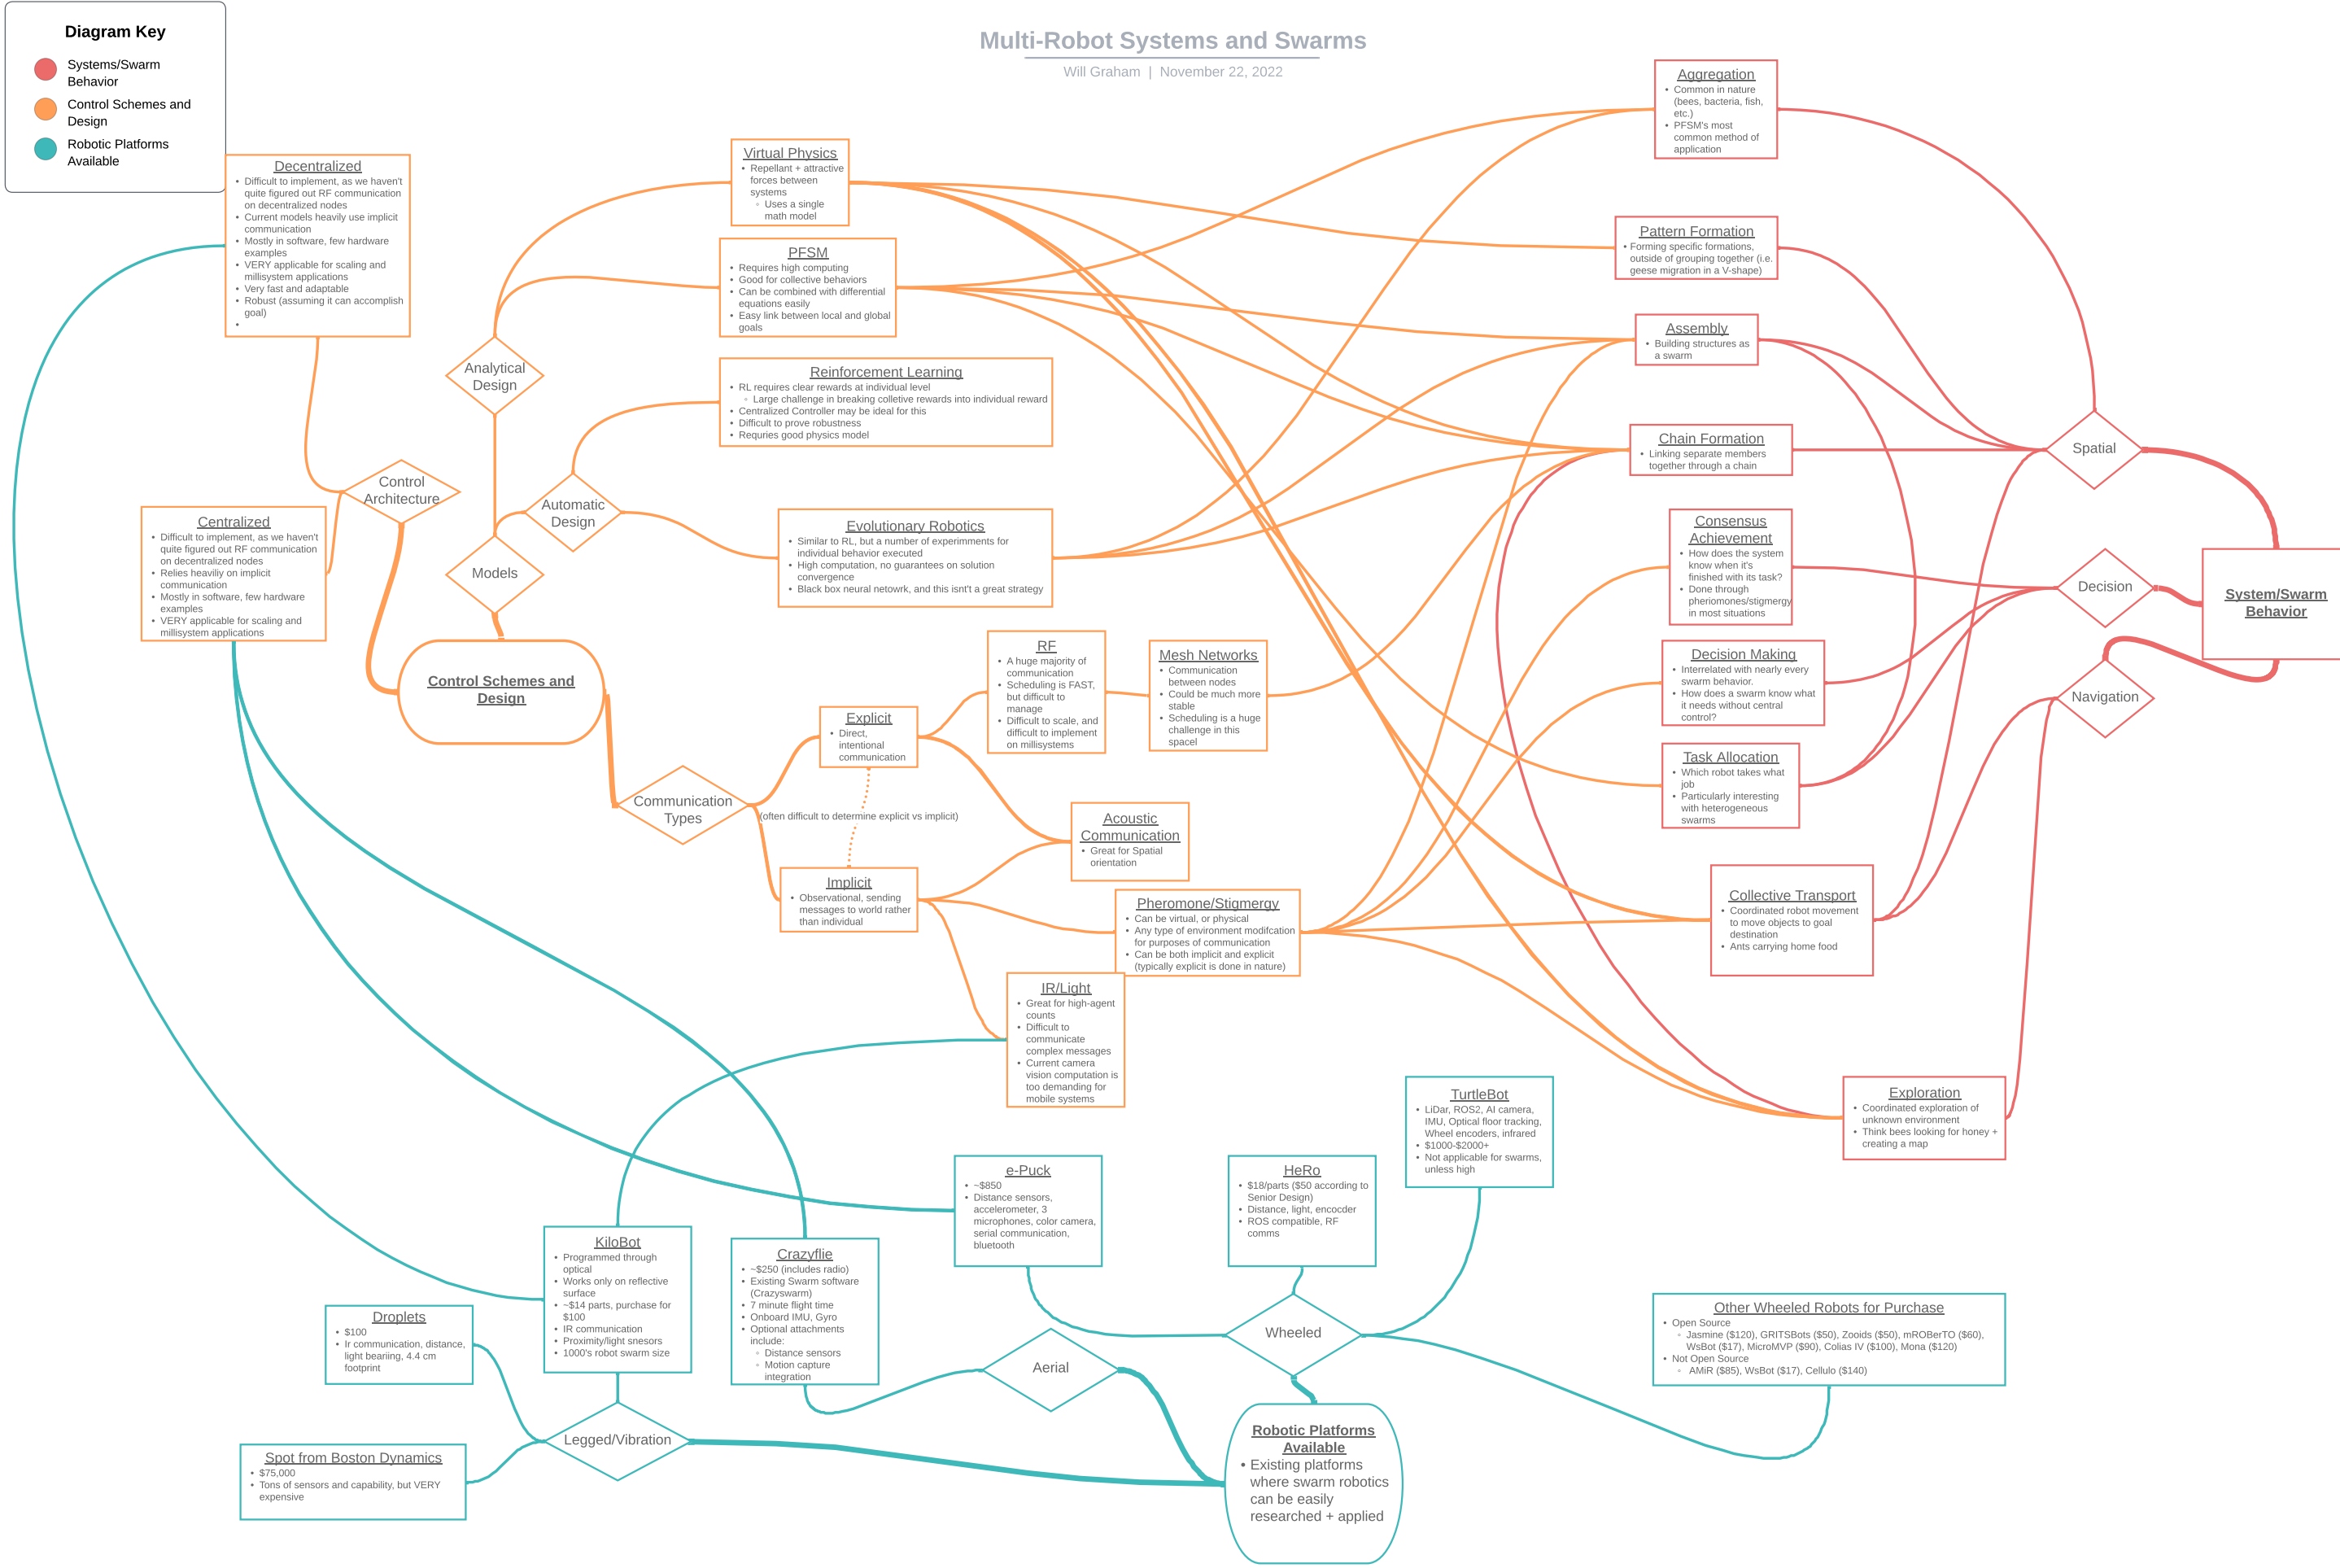 Diagram Key
Systems/Swarm
Behavior
Control Schemes and
Design
Robotic Platforms
Available
Multi-Robot Systems and Swarms
Will Graham | November 22, 2022
Decentralized
• Difficult to implement, as we haven't
quite figured out RF communication
on decentralized nodes
• Current models heavily use implicit
communication
• Mostly in software, few hardware
examples
• VERY applicable for scaling and
millisystem applications
• Very fast and adaptable
• Robust (assuming it can accomplish
goal)
•
Centralized
• Difficult to implement, as we haven't
quite figured out RF communication
on decentralized nodes
• Relies heaviliy on implicit
communication
• Mostly in software, few hardware
examples
• VERY applicable for scaling and
millisystem applications
Control
Architecture
Analytical
Design
Automatic
Design
Models
Control Schemes and
Design
Virtual Physics
• Repellant + attractive
forces between
systems
◦ Uses a single
math model
PFSM
• Requires high computing
• Good for collective behaviors
• Can be combined with differential
equations easily
• Easy link between local and global
goals
Reinforcement Learning
• RL requires clear rewards at individual level
◦ Large challenge in breaking colletive rewards into individual reward
• Centralized Controller may be ideal for this
• Difficult to prove robustness
• Requries good physics model
Evolutionary Robotics
• Similar to RL, but a number of experimments for
individual behavior executed
• High computation, no guarantees on solution
convergence
• Black box neural netowrk, and this isn't a great strategy
Communication
Types
Explicit
• Direct,
intentional
communication
(often difficult to determine explicit vs implicit)
Implicit
• Observational, sending
messages to world rather
than individual
RF
• A huge majority of
communication
• Scheduling is FAST,
but difficult to
manage
• Difficult to scale, and
difficult to implement
on millisystems
Mesh Networks
• Communication
between nodes
• Could be much more
stable
• Scheduling is a huge
challenge in this
spacel
Acoustic
Communication
• Great for Spatial
orientation
Pheromone/Stigmergy
• Can be virtual, or physical
• Any type of environment modifcation
for purposes of communication
• Can be both implicit and explicit
(typically explicit is done in nature)
IR/Light
• Great for high-agent
counts
• Difficult to
communicate
complex messages
• Current camera
vision computation is
too demanding for
mobile systems
Aggregation
• Common in nature
(bees, bacteria, fish,
etc.)
• PFSM's most
common method of
application
Pattern Formation
• Forming specific formations,
outside of grouping together (i.e.
geese migration in a V-shape)
Assembly
• Building structures as
a swarm
Chain Formation
• Linking separate members
together through a chain
Consensus
Achievement
• How does the system
know when it's
finished with its task?
• Done through
pheriomones/stigmergy
in most situations
Decision Making
• Interrelated with nearly every
swarm behavior.
• How does a swarm know what
it needs without central
control?
Task Allocation
• Which robot takes what
job
• Particularly interesting
with heterogeneous
swarms
Collective Transport
• Coordinated robot movement
to move objects to goal
destination
• Ants carrying home food
Exploration
• Coordinated exploration of
unknown environment
• Think bees looking for honey +
creating a map
Spatial
Decision
Navigation
System/Swarm
Behavior
TurtleBot
• LiDar, ROS2, AI camera,
IMU, Optical floor tracking,
Wheel encoders, infrared
• $1000-$2000+
• Not applicable for swarms,
unless high
e-Puck
• ~$850
• Distance sensors,
accelerometer, 3
microphones, color camera,
serial communication,
bluetooth
HeRo
• $18/parts ($50 according to
Senior Design)
• Distance, light, encocder
• ROS compatible, RF
comms
KiloBot
• Programmed through
optical
• Works only on reflective
surface
• ~$14 parts, purchase for
$100
• IR communication
• Proximity/light snesors
• 1000's robot swarm size
Crazyflie
• ~$250 (includes radio)
• Existing Swarm software
(Crazyswarm)
• 7 minute flight time
• Onboard IMU, Gyro
• Optional attachments
include:
◦ Distance sensors
◦ Motion capture
integration
Droplets
• $100
• Ir communication, distance,
light beariing, 4.4 cm
footprint
Spot from Boston Dynamics
• $75,000
• Tons of sensors and capability, but VERY
expensive
Legged/Vibration
Aerial
Wheeled
Other Wheeled Robots for Purchase
• Open Source
◦ Jasmine ($120), GRITSBots ($50), Zooids ($50), mROBerTO ($60),
WsBot ($17), MicroMVP ($90), Colias IV ($100), Mona ($120)
• Not Open Source
◦ AMiR ($85), WsBot ($17), Cellulo ($140)
Robotic Platforms
Available
• Existing platforms
where swarm robotics
can be easily
researched + applied